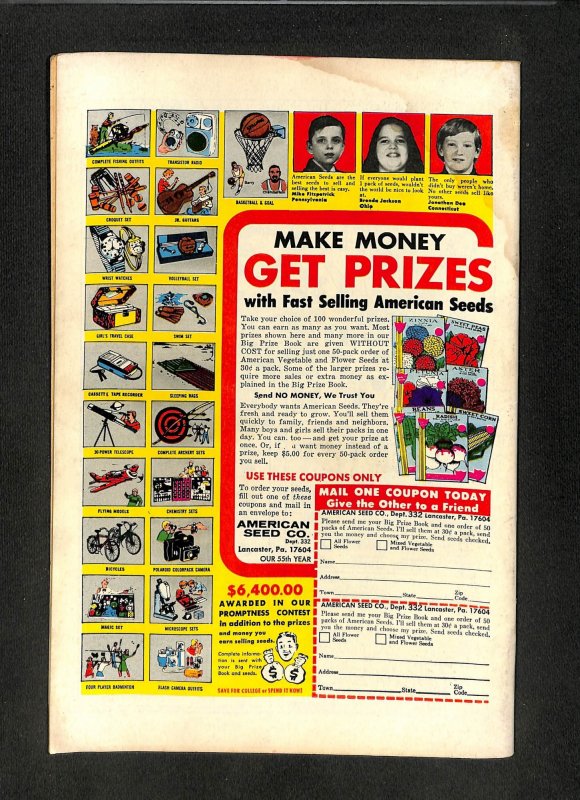 COMPLETE FISHING OUTFITS
TRANSISTOR RADIO
CROQUET SET
JR. GUITARS
BASKETBALL & GOAL
WRIST WATCHES
VOLLEYBALL SET
GIRL'S TRAVEL CASE
SWIM SET
CASSETTE TAPE RECORDER
SLEEPING BAGS
30-POWER TELESCOPE
COMPLETE ARCHERY SETS
FLYING MODELS
CHEMISTRY SETS
BICYCLES
POLAROID COLORPACK CAMERA
MAGIC SET
MICROSCOPE SETS
FOUR PLAYER BADMINTON
FLASH CAMERA OUTFITS
American Seeds are the
best seeds to sell and
selling the best is easy.
Mike Fitzpatrick
Pennsylvania
If everyone would plant
1 pack of seeds, wouldn't
the world be nice to look
Brenda Jackson
Ohio
The only people who
didn't buy weren't home.
No other seeds sell like
yours.
Jonathan Dee
Connecticut
MAKE MONEY
GET PRIZES
with Fast Selling American Seeds
Take your choice of 100 wonderful prizes.
You can earn as many as you want. Most
prizes shown here and many more in our
Big Prize Book are given WITHOUT
COST for selling just one 50-pack order of
American Vegetable and Flower Seeds at
30¢ a pack. Some of the larger prizes re-
quire more sales or extra money as ex-
plained in the Big Prize Book.
Send NO MONEY, We Trust You
Everybody wants American Seeds. They're
fresh and ready to grow. You'll sell them
quickly to family, friends and neighbors.
Many boys and girls sell their packs in one
day. You can, too — and get your prize at
once. Or, if want money instead of a
prize, keep $5.00 for every 50-pack order
you sell.
ZINNIA
SWEET PEAS
PETUNIA
ASTER
BEANS
RADISH
SWEET CORN
USE THESE COUPONS ONLY
To order your seeds,
fill out one of these
coupons and mail in
an envelope to:
AMERICAN
SEED CO.
Dept. 332
Lancaster, Pa. 17604
OUR 55th YEAR
MAIL ONE COUPON TODAY
Give the Other to a Friend
AMERICAN SEED CO., Dept. 332 Lancaster, Pa. 17604
Please send me your Big Prize Book and one order of 50
packs of American Seeds. I'll sell them at 30¢ a pack, send
you the money and choose my prize. Send seeds checked.
All Flower Seeds
Mixed Vegetable and Flower Seeds
Name
Address
Town State Zip Code
AMERICAN SEED CO., Dept. 332 Lancaster, Pa. 17604
Please send me your Big Prize Book and one order of 50
packs of American Seeds. I'll sell them at 30¢ a pack, send
you the money and choose my prize. Send seeds checked.
All Flower Seeds
Mixed Vegetable and Flower Seeds
Name
Address
Town State Zip Code
$6,400.00
AWARDED IN OUR
PROMPTNESS CONTEST
in addition to the prizes
and money you
earn selling seeds.
Complete informa-
tion is sent with
your Big Prize
Book and seeds.
$ $
SAVE FOR COLLEGE or SPEND IT NOW!